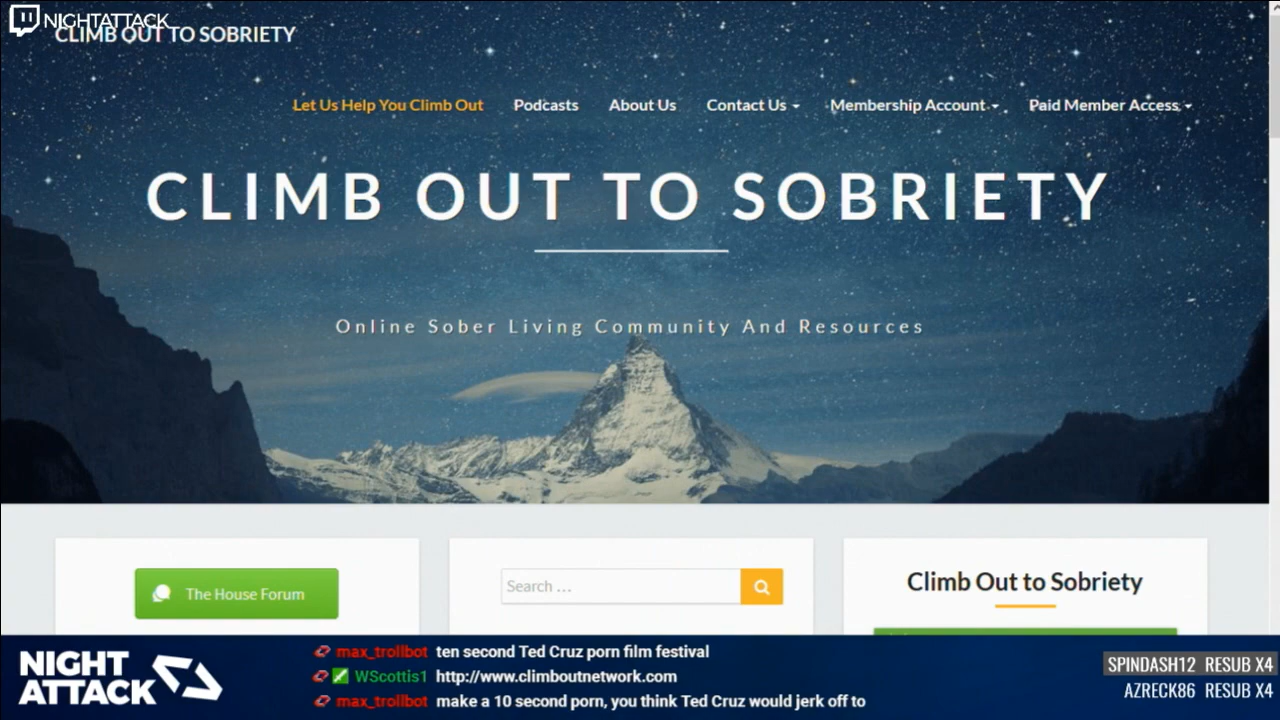 NIGHTATTACK
CLIMB OUT TO SOBRIETY
Let Us Help You Climb Out Podcasts About Us Contact Us Membership Account Paid Member Access
CLIMB OUT TO SOBRIETY
Online Sober Living Community And Resources
The House Forum
Search ...
Climb Out to Sobriety
NIGHT
ATTACK
max_trollbot ten second Ted Cruz porn film festival
WScottis1 http://www.climboutnetwork.com
max_trollbot make a 10 second porn, you think Ted Cruz would jerk off to
SPINDASH12 RESUB X4
AZRECK86 RESUB X4